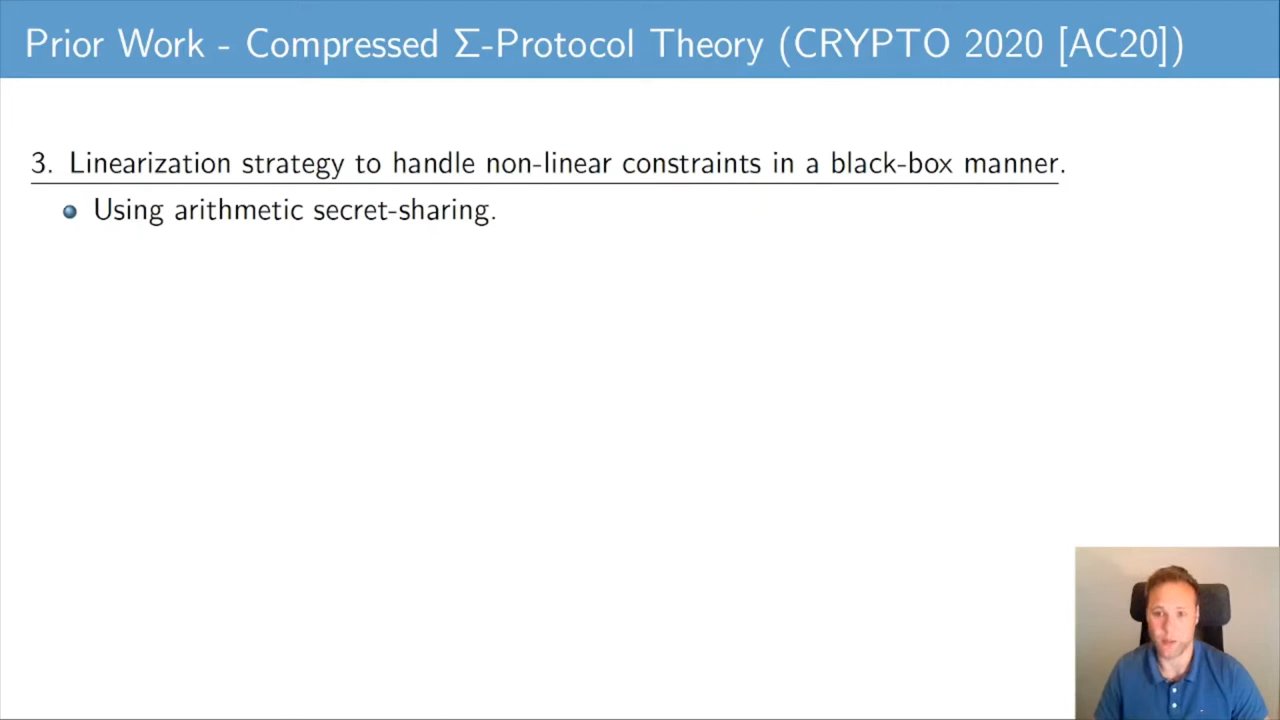 Prior Work - Compressed Σ-Protocol Theory (CRYPTO 2020 [AC20])
3. Linearization strategy to handle non-linear constraints in a black-box manner.
Using arithmetic secret-sharing.